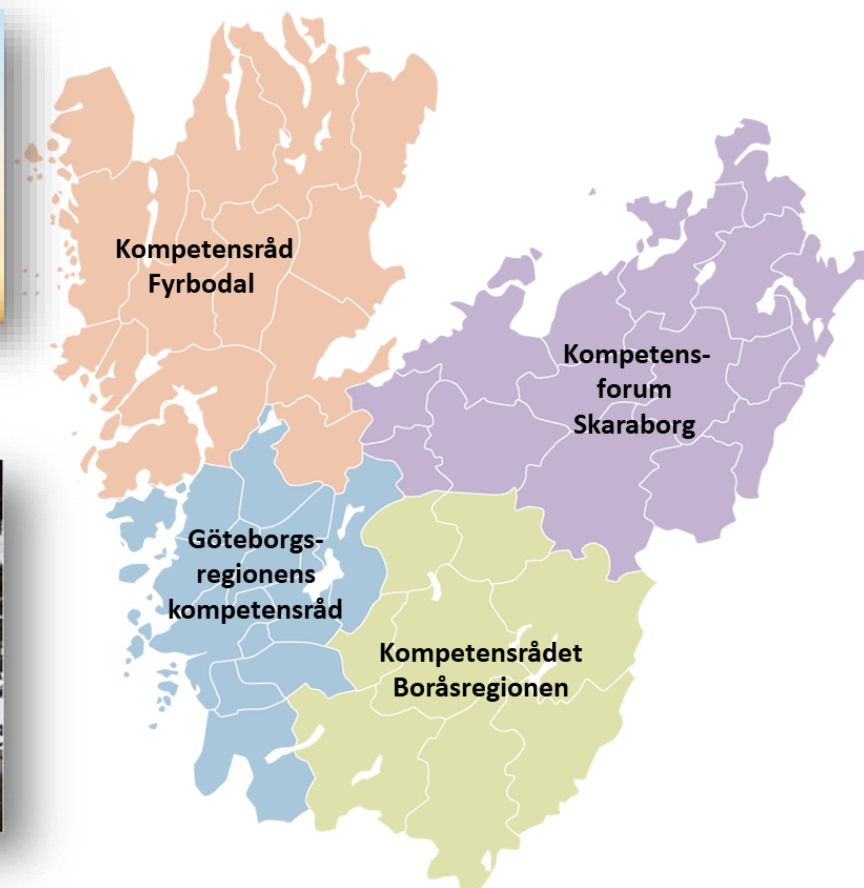 Kompetensråd
Fyrbodal
Kompetens-
forum
Skaraborg
Göteborgs-
regionens
kompetensråd
Kompetensrådet
Boråsregionen